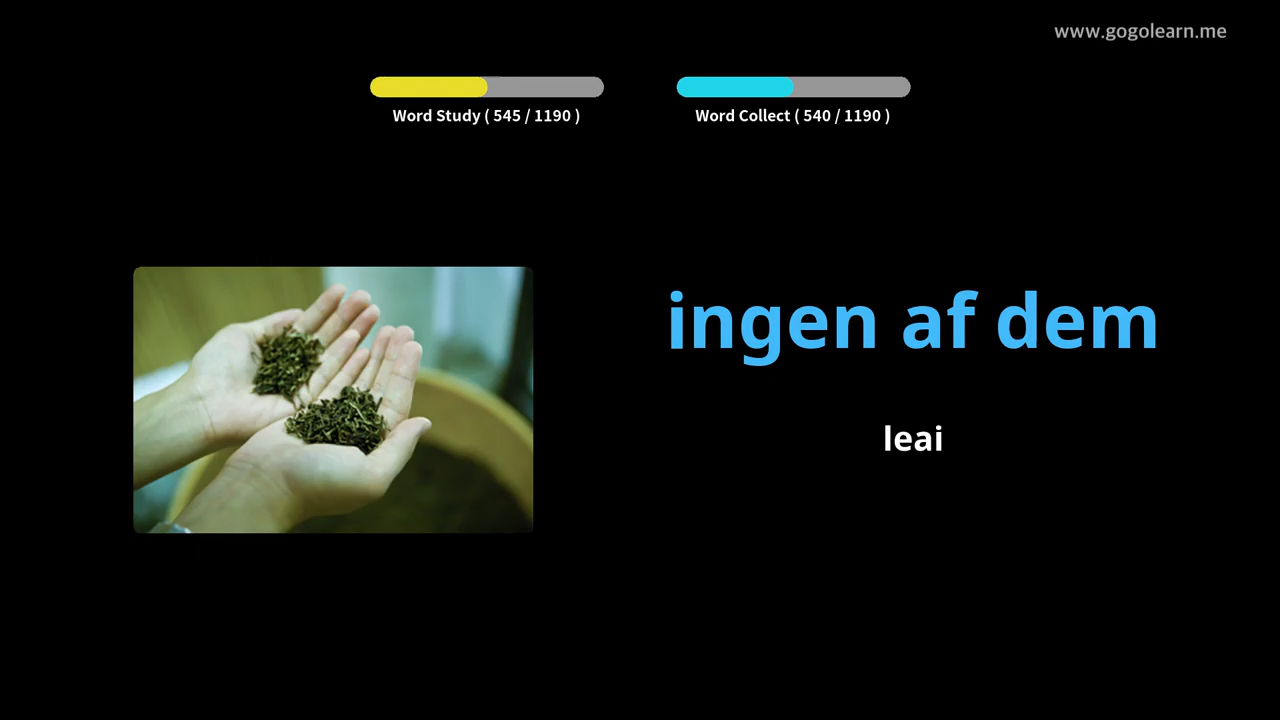 www.gogolearn.me
Word Study ( 545 / 1190 )
Word Collect ( 540 / 1190 )
ingen af dem
leai